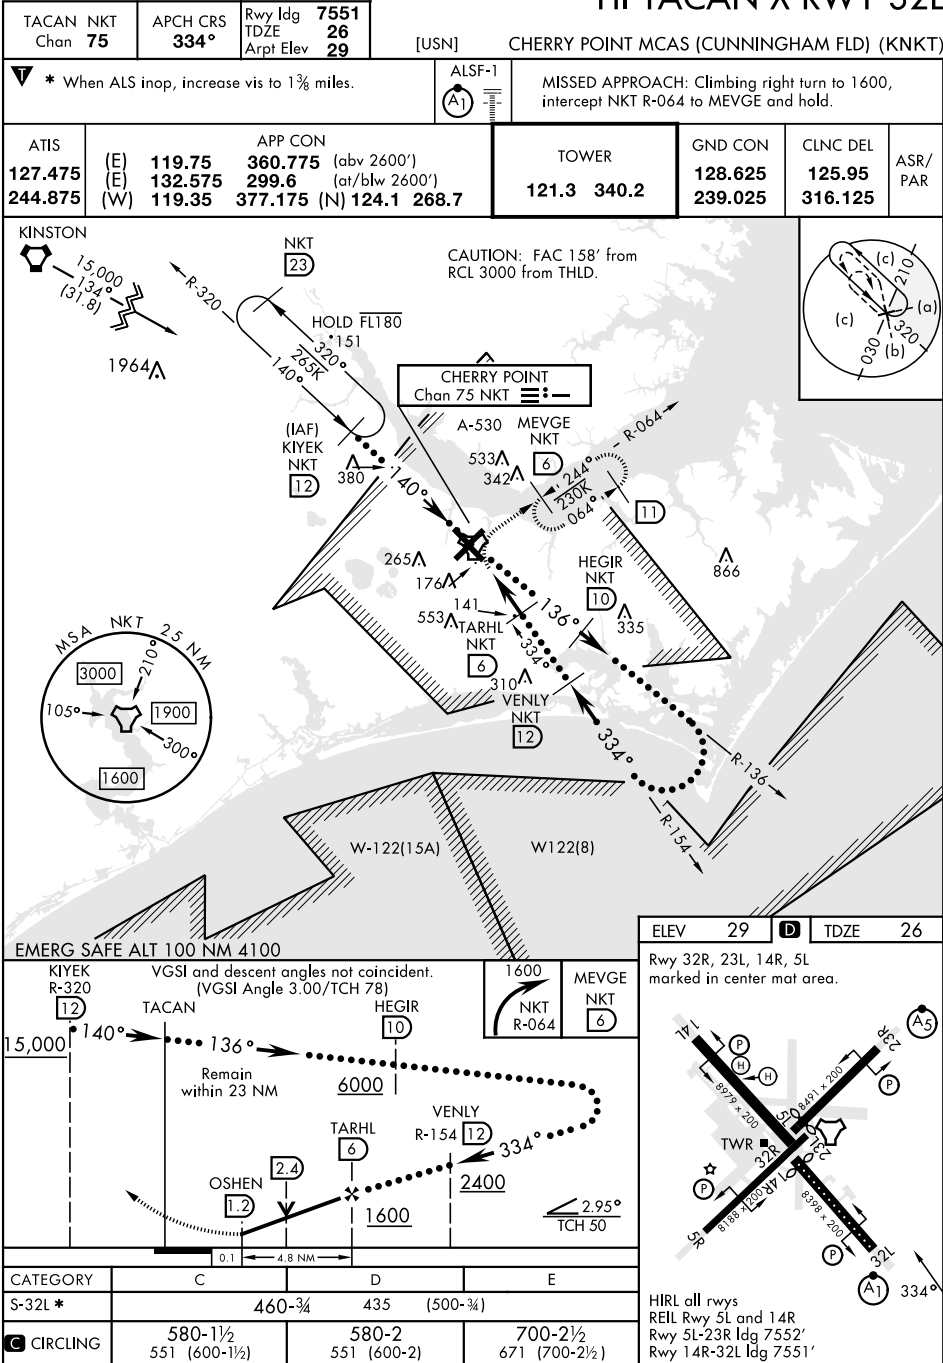 HI-TACAN X RWY 32L
TACAN NKT
Chan 75
APCH CRS
334°
Rwy ldg 7551
TDZE 26
Arpt Elev 29
[USN]
CHERRY POINT MCAS (CUNNINGHAM FLD) (KNKT)
T * When ALS inop, increase vis to 1⅜ miles.
ALSF-1
A1
MISSED APPROACH: Climbing right turn to 1600,
intercept NKT R-064 to MEVGE and hold.
ATIS
127.475
244.875
APP CON
(E) 119.75 360.775 (abv 2600')
(E) 132.575 299.6 (at/blw 2600')
(W) 119.35 377.175 (N) 124.1 268.7
TOWER
121.3 340.2
GND CON
128.625
239.025
CLNC DEL
125.95
316.125
ASR/
PAR
KINSTON
15,000
134°
(31.8)
R-320
NKT
23
CAUTION: FAC 158' from
RCL 3000 from THLD.
HOLD FL180
151
320°
265K
140°
1964
CHERRY POINT
Chan 75 NKT
A-530
MEVGE
NKT
6
R-064
533
342
244°
230K
064°
11
(IAF)
KIYEK
NKT
12
380
140°
265
176
866
HEGIR
NKT
10
335
136°
141
553
TARHL
NKT
6
334°
310
VENLY
NKT
12
334°
R-136
R-154
(c)
210
(a)
(c)
320
(b)
030
MSA NKT 25 NM
3000
210°
105°
1900
300°
1600
W-122(15A)
W122(8)
EMERG SAFE ALT 100 NM 4100
KIYEK
R-320
12
VGSI and descent angles not coincident.
(VGSI Angle 3.00/TCH 78)
TACAN
HEGIR
10
1600
NKT
R-064
MEVGE
NKT
6
15,000
140°
136°
Remain
within 23 NM
6000
VENLY
R-154 12
334°
TARHL
6
2400
OSHEN
1.2
2.4
1600
2.95°
TCH 50
0.1
4.8 NM
CATEGORY C D E
S-32L * 460-¾ 435 (500-¾)
C CIRCLING
580-1½
551 (600-1½)
580-2
551 (600-2)
700-2½
671 (700-2½)
ELEV 29 D TDZE 26
Rwy 32R, 23L, 14R, 5L
marked in center mat area.
14L
P
H
H
A5
23R
P
8979 x 200
8491 x 200
5L
23L
TWR
32R
14R
P
8188 x 200
8398 x 200
5R
P
32L
A1
334°
HIRL all rwys
REIL Rwy 5L and 14R
Rwy 5L-23R ldg 7552'
Rwy 14R-32L ldg 7551'